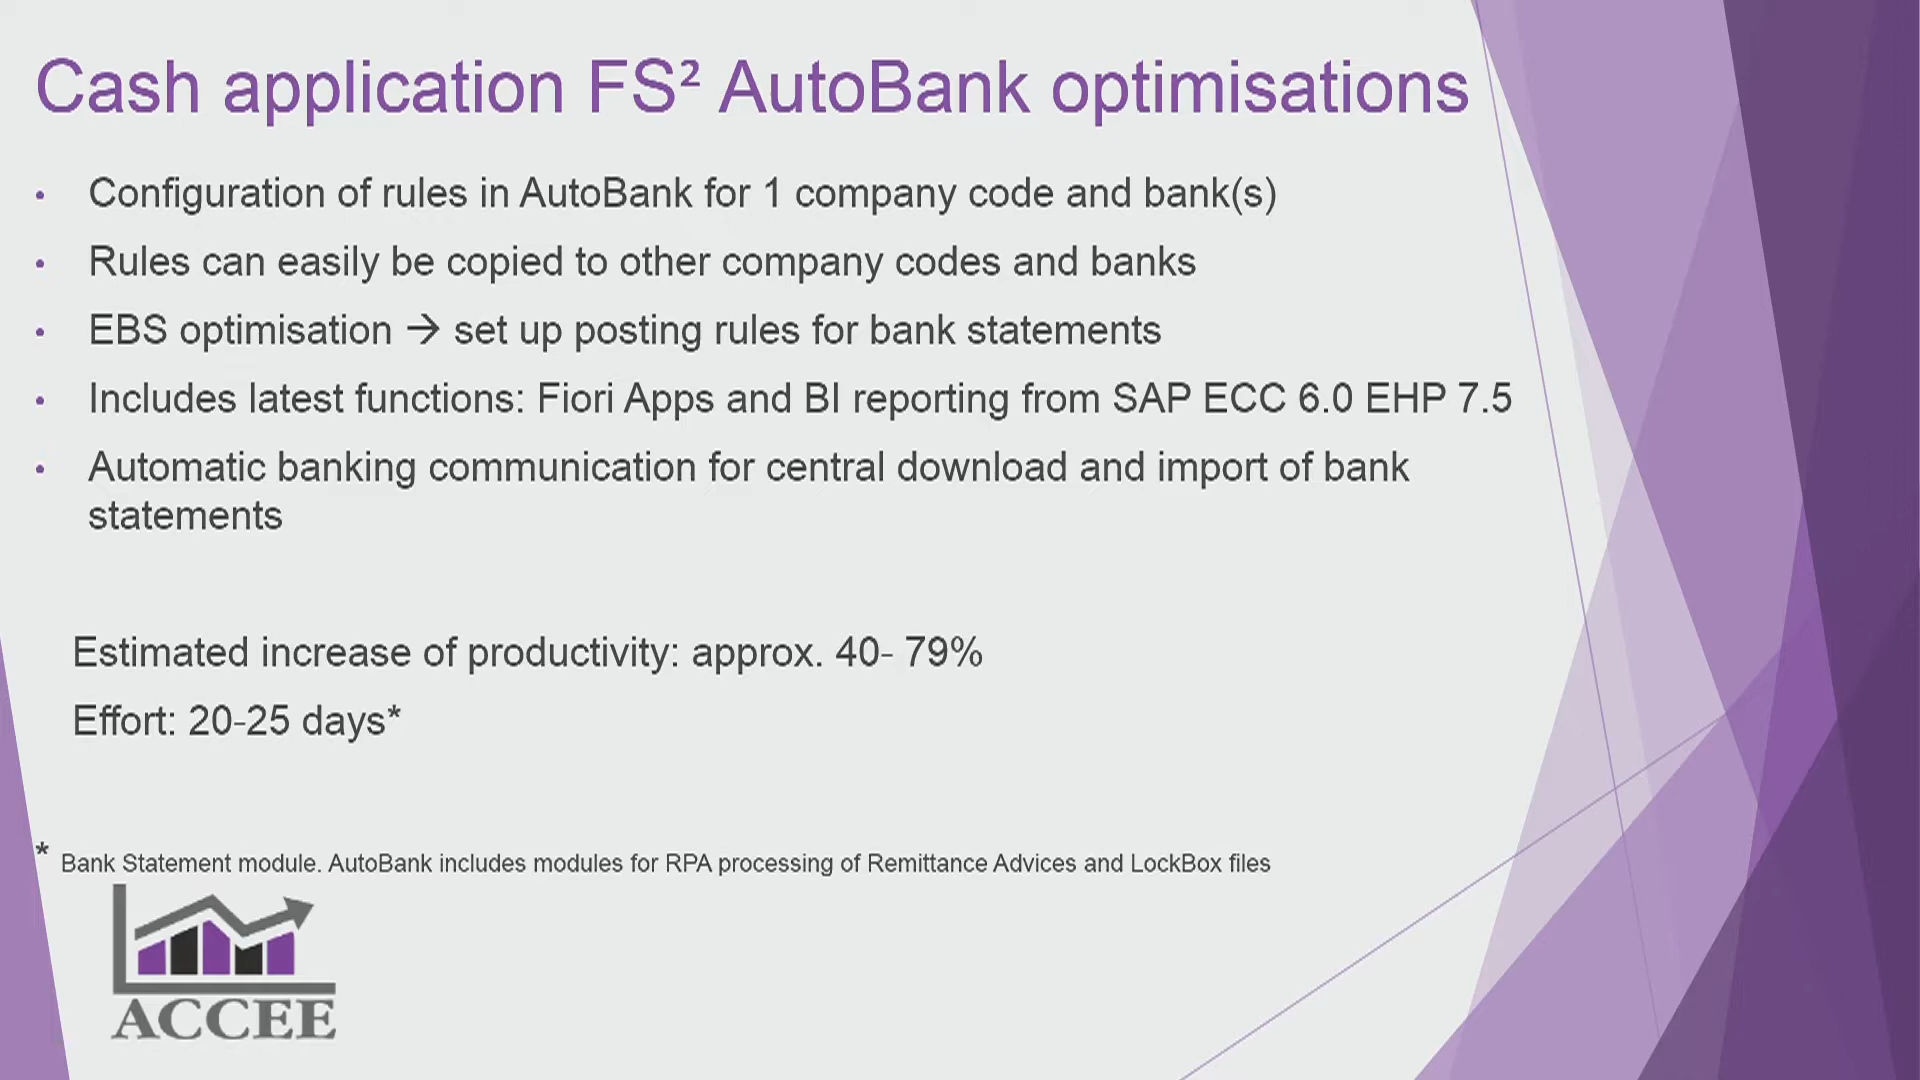 Cash application FS² AutoBank optimisations
• Configuration of rules in AutoBank for 1 company code and bank(s)
• Rules can easily be copied to other company codes and banks
• EBS optimisation → set up posting rules for bank statements
• Includes latest functions: Fiori Apps and BI reporting from SAP ECC 6.0 EHP 7.5
• Automatic banking communication for central download and import of bank
statements
Estimated increase of productivity: approx. 40- 79%
Effort: 20-25 days*
* Bank Statement module. AutoBank includes modules for RPA processing of Remittance Advices and LockBox files
ACCEE